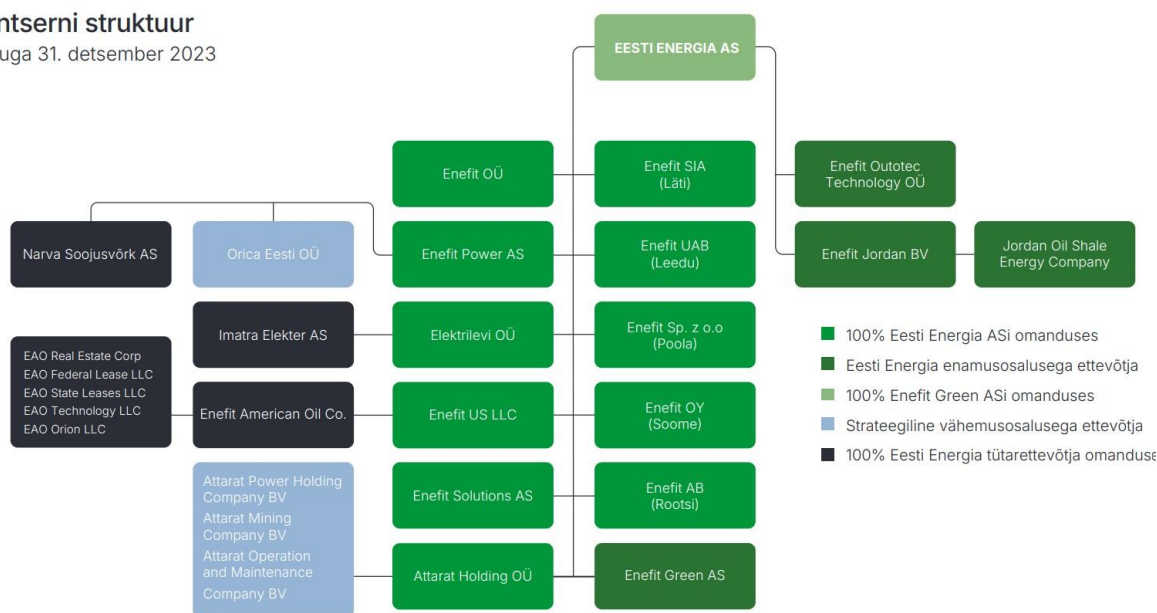 ntserni struktuur
uga 31. detsember 2023
EESTI ENERGIA AS
Enefit OÜ
Enefit SIA
(Läti)
Enefit Outotec
Technology OÜ
Narva Soojusvõrk AS
Orica Eesti OÜ
Enefit Power AS
Enefit UAB
(Leedu)
Enefit Jordan BV
Jordan Oil Shale
Energy Company
Imatra Elekter AS
Elektrilevi OÜ
Enefit Sp. z o.o
(Poola)
EAO Real Estate Corp
EAO Federal Lease LLC
EAO State Leases LLC
EAO Technology LLC
EAO Orion LLC
Enefit American Oil Co.
Enefit US LLC
Enefit OY
(Soome)
Attarat Power Holding
Company BV
Attarat Mining
Company BV
Attarat Operation
and Maintenance
Company BV
Enefit Solutions AS
Enefit AB
(Rootsi)
Attarat Holding OÜ
Enefit Green AS
100% Eesti Energia ASi omanduses
Eesti Energia enamusosalusega ettevõtja
100% Enefit Green ASi omanduses
Strateegiline vähemusosalusega ettevõtja
100% Eesti Energia tütarettevõtja omanduse